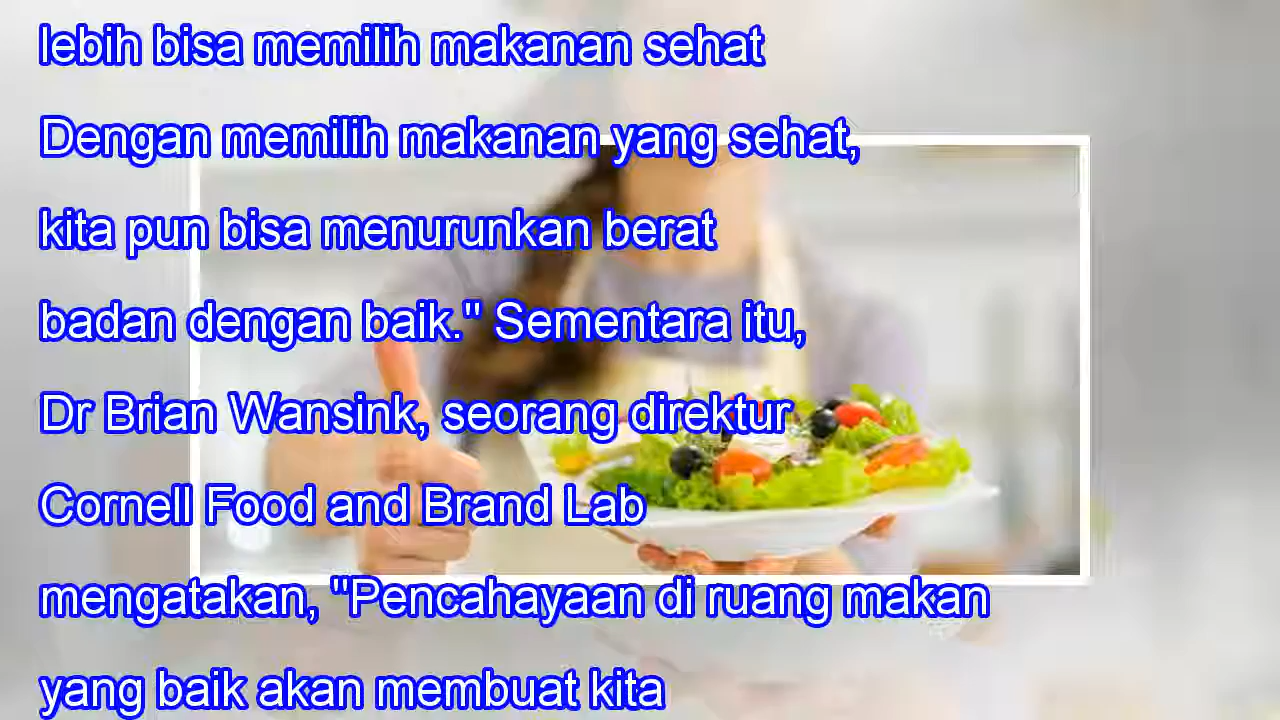 lebih bisa memilih makanan sehat
Dengan memilih makanan yang sehat,
kita pun bisa menurunkan berat
badan dengan baik." Sementara itu,
Dr Brian Wansink, seorang direktur
Cornell Food and Brand Lab
mengatakan, "Pencahayaan di ruang makan
yang baik akan membuat kita